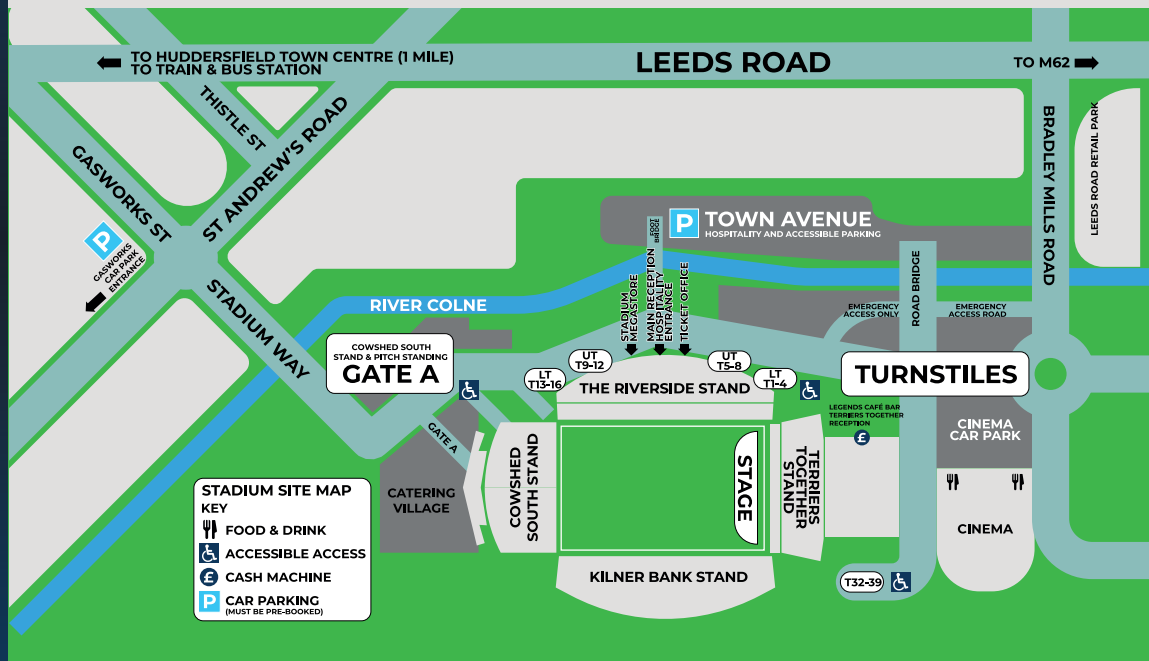 TO HUDDERSFIELD TOWN CENTRE (1 MILE)
TO TRAIN & BUS STATION
LEEDS ROAD
TO M62
THISTLE ST
ST ANDREW'S ROAD
GASWORKS ST
BRADLEY MILLS ROAD
LEEDS ROAD RETAIL PARK
P
GASWORKS
CAR PARK
ENTRANCE
FOOT
BRIDGE
P
TOWN AVENUE
HOSPITALITY AND ACCESSIBLE PARKING
STADIUM WAY
RIVER COLNE
STADIUM
MEGASTORE
MAIN RECEPTION
HOSPITALITY
ENTRANCE
TICKET OFFICE
EMERGENCY
ACCESS ONLY
ROAD BRIDGE
EMERGENCY
ACCESS ROAD
COWSHED SOUTH
STAND & PITCH STANDING
GATE A
UT
T9-12
LT
T13-16
UT
T5-8
LT
T1-4
TURNSTILES
THE RIVERSIDE STAND
LEGENDS CAFÉ BAR
TERRIERS TOGETHER
RECEPTION
£
CINEMA
CAR PARK
GATE A
COWSHED
SOUTH STAND
STAGE
TERRIERS
TOGETHER
STAND
CATERING
VILLAGE
CINEMA
KILNER BANK STAND
T32-39
STADIUM SITE MAP
KEY
FOOD & DRINK
ACCESSIBLE ACCESS
£ CASH MACHINE
P CAR PARKING
(MUST BE PRE-BOOKED)